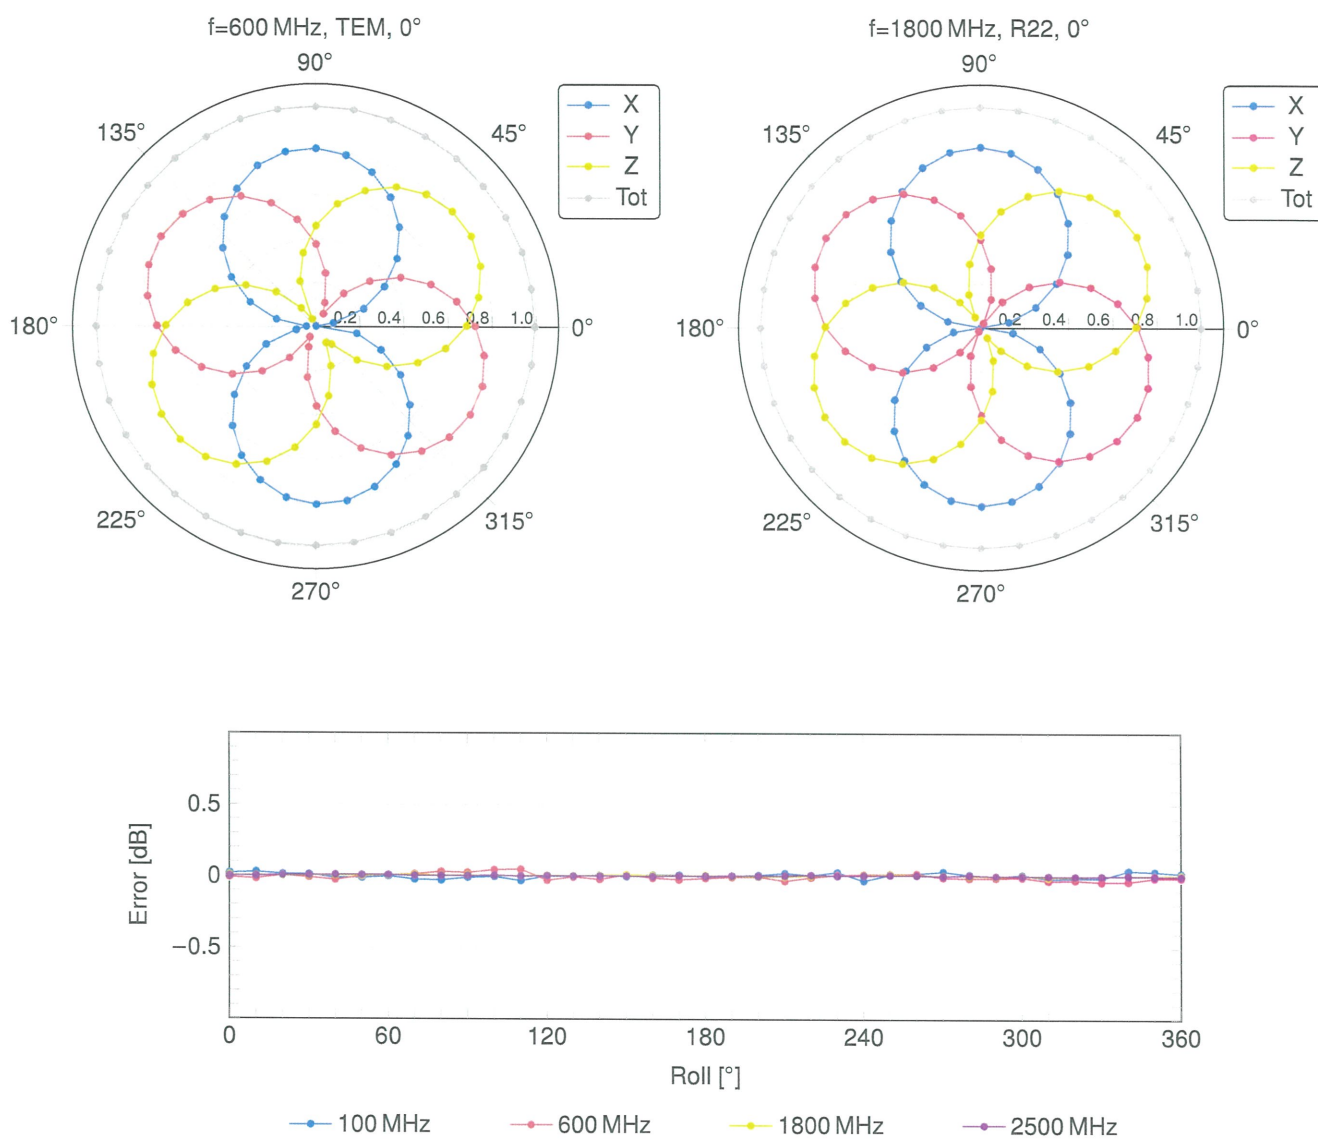 f=600 MHz, TEM, 0°
90°
135°
45°
X
Y
Z
Tot
180°
0.2 0.4 0.6 0.8 1.0
0°
225°
315°
270°
f=1800 MHz, R22, 0°
90°
135°
45°
X
Y
Z
Tot
180°
0.2 0.4 0.6 0.8 1.0
0°
225°
315°
270°
0.5
0
−0.5
Error [dB]
0 60 120 180 240 300 360
Roll [°]
100 MHz 600 MHz 1800 MHz 2500 MHz